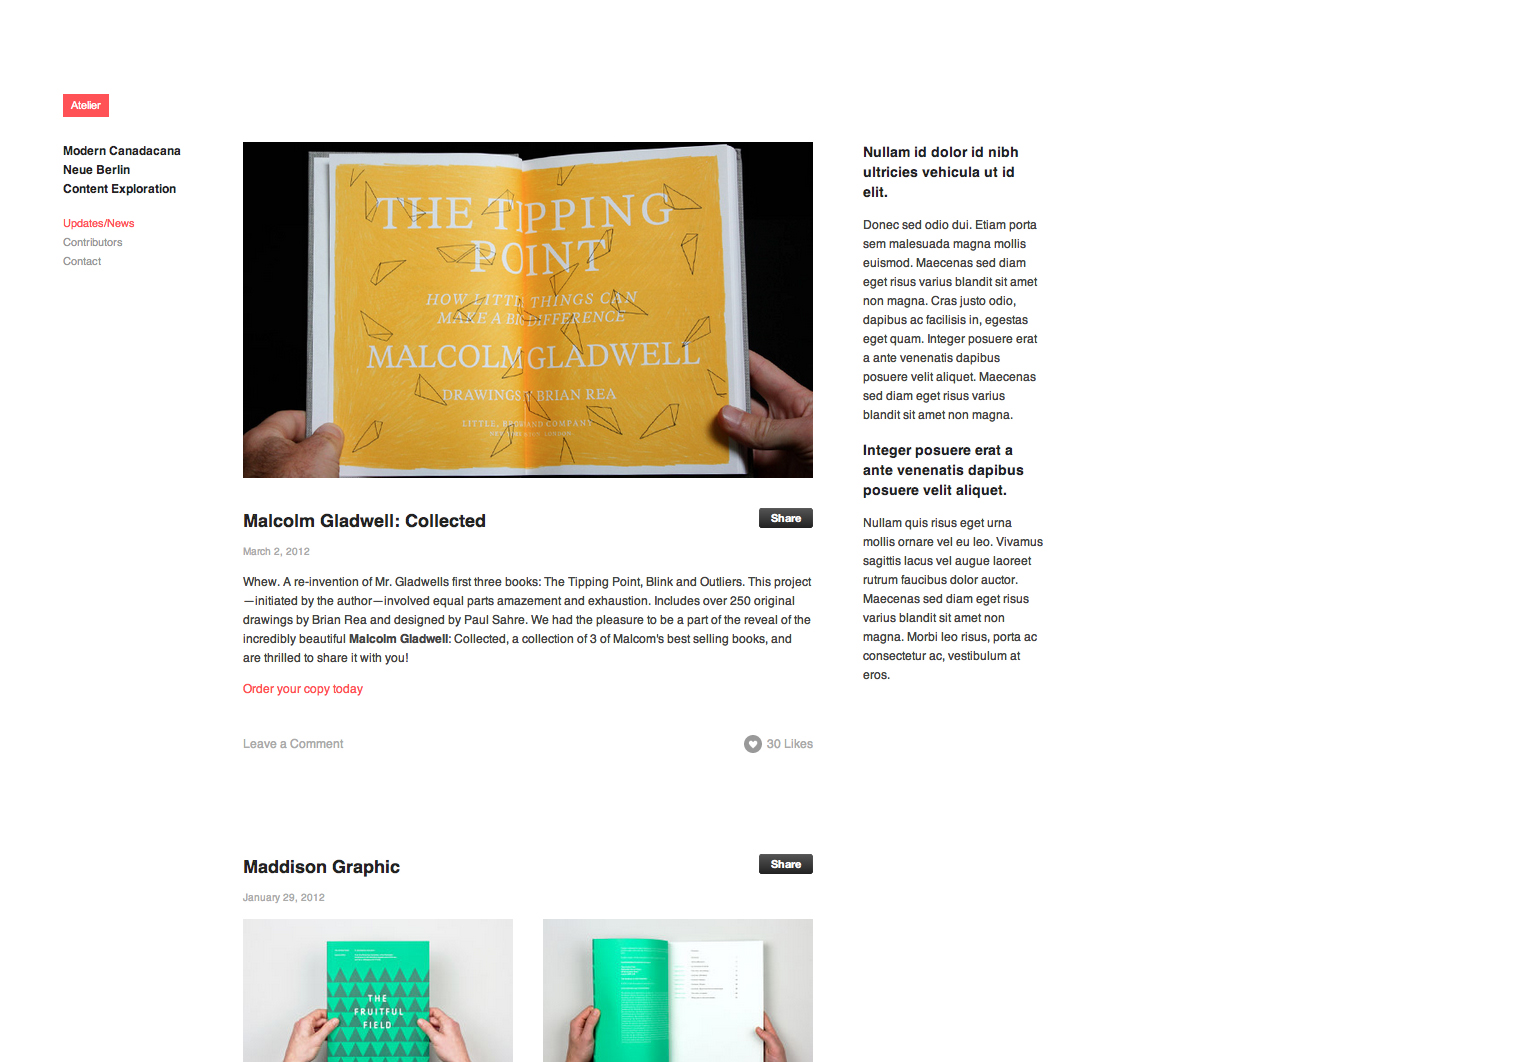 Atelier
Modern Canadacana
Neue Berlin
Content Exploration
Updates/News
Contributors
Contact
THE TIPPING
POINT
HOW LITTL THINGS CAN
MAKE A BIG DIFFERENCE
MALCOLM GLADWELL
DRAWINGS BRIAN REA
LITTLE, BROWN AND COMPANY
Malcolm Gladwell: Collected
Share
March 2, 2012
Whew. A re-invention of Mr. Gladwells first three books: The Tipping Point, Blink and Outliers. This project
—initiated by the author—involved equal parts amazement and exhaustion. Includes over 250 original
drawings by Brian Rea and designed by Paul Sahre. We had the pleasure to be a part of the reveal of the
incredibly beautiful Malcolm Gladwell: Collected, a collection of 3 of Malcom's best selling books, and
are thrilled to share it with you!
Order your copy today
Leave a Comment
30 Likes
Maddison Graphic
Share
January 29, 2012
THE
FRUITFUL
FIELD
Nullam id dolor id nibh
ultricies vehicula ut id
elit.
Donec sed odio dui. Etiam porta
sem malesuada magna mollis
euismod. Maecenas sed diam
eget risus varius blandit sit amet
non magna. Cras justo odio,
dapibus ac facilisis in, egestas
eget quam. Integer posuere erat
a ante venenatis dapibus
posuere velit aliquet. Maecenas
sed diam eget risus varius
blandit sit amet non magna.
Integer posuere erat a
ante venenatis dapibus
posuere velit aliquet.
Nullam quis risus eget urna
mollis ornare vel eu leo. Vivamus
sagittis lacus vel augue laoreet
rutrum faucibus dolor auctor.
Maecenas sed diam eget risus
varius blandit sit amet non
magna. Morbi leo risus, porta ac
consectetur ac, vestibulum at
eros.